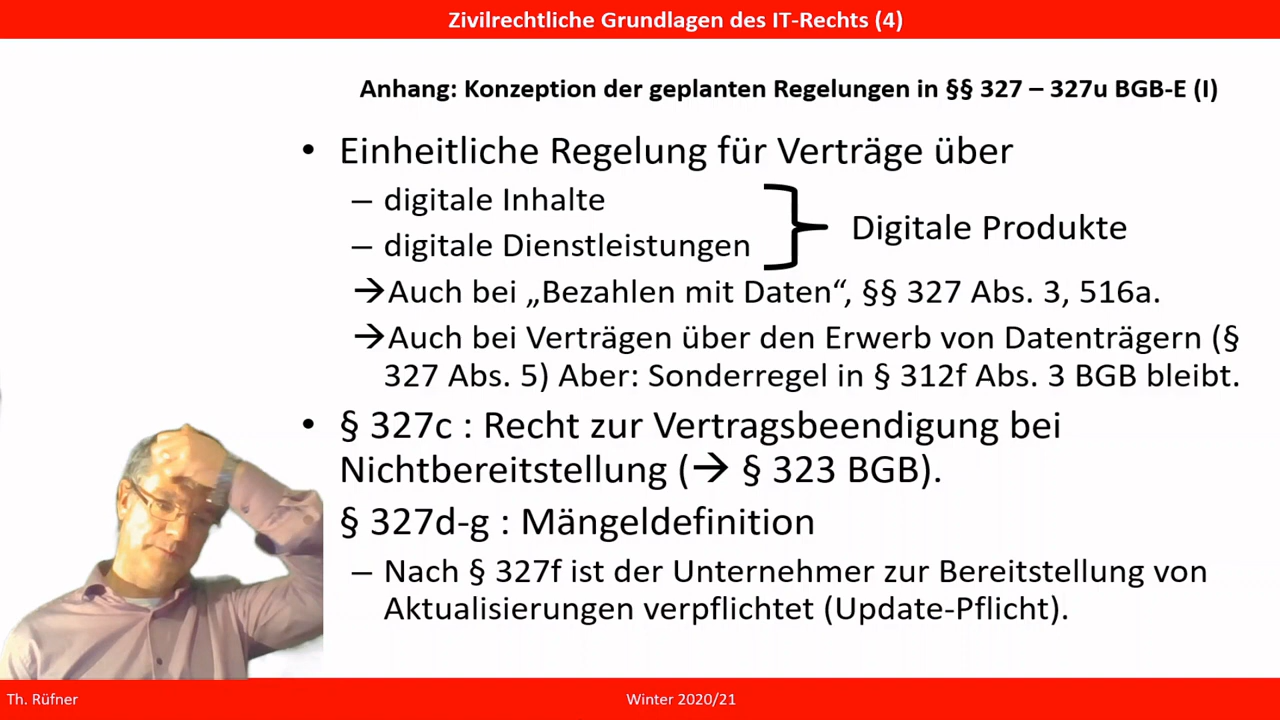 Zivilrechtliche Grundlagen des IT-Rechts (4)
Anhang: Konzeption der geplanten Regelungen in §§ 327 – 327u BGB-E (I)
• Einheitliche Regelung für Verträge über
– digitale Inhalte
– digitale Dienstleistungen
Digitale Produkte
→Auch bei „Bezahlen mit Daten“, §§ 327 Abs. 3, 516a.
→Auch bei Verträgen über den Erwerb von Datenträgern (§
327 Abs. 5) Aber: Sonderregel in § 312f Abs. 3 BGB bleibt.
• § 327c : Recht zur Vertragsbeendigung bei
Nichtbereitstellung (→ § 323 BGB).
§ 327d-g : Mängeldefinition
– Nach § 327f ist der Unternehmer zur Bereitstellung von
Aktualisierungen verpflichtet (Update-Pflicht).
Th. Rüfner
Winter 2020/21